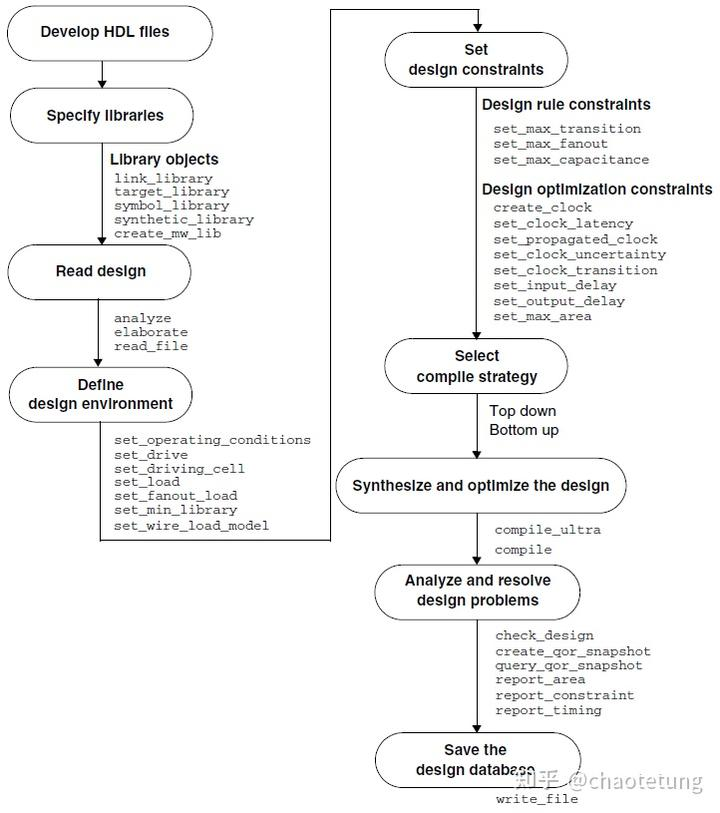 Develop HDL files
Specify libraries
Library objects
link_library
target_library
symbol_library
synthetic_library
create_mw_lib
Read design
analyze
elaborate
read_file
Define
design environment
set_operating_conditions
set_drive
set_driving_cell
set_load
set_fanout_load
set_min_library
set_wire_load_model
Set
design constraints
Design rule constraints
set_max_transition
set_max_fanout
set_max_capacitance
Design optimization constraints
create_clock
set_clock_latency
set_propagated_clock
set_clock_uncertainty
set_clock_transition
set_input_delay
set_output_delay
set_max_area
Select
compile strategy
Top down
Bottom up
Synthesize and optimize the design
compile_ultra
compile
Analyze and resolve
design problems
check_design
create_qor_snapshot
query_qor_snapshot
report_area
report_constraint
report_timing
Save the
design database
知乎 @chaotetung
write_file